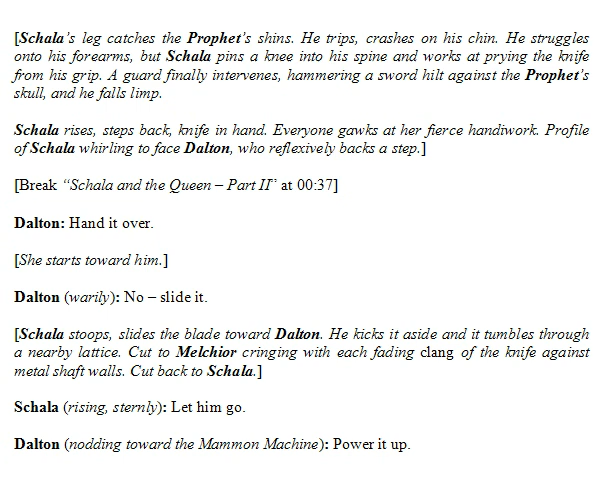 [Schala's leg catches the Prophet's shins. He trips, crashes on his chin. He struggles
onto his forearms, but Schala pins a knee into his spine and works at prying the knife
from his grip. A guard finally intervenes, hammering a sword hilt against the Prophet's
skull, and he falls limp.
Schala rises, steps back, knife in hand. Everyone gawks at her fierce handiwork. Profile
of Schala whirling to face Dalton, who reflexively backs a step.]
[Break “Schala and the Queen – Part II” at 00:37]
Dalton: Hand it over.
[She starts toward him.]
Dalton (warily): No – slide it.
[Schala stoops, slides the blade toward Dalton. He kicks it aside and it tumbles through
a nearby lattice. Cut to Melchior cringing with each fading clang of the knife against
metal shaft walls. Cut back to Schala.]
Schala (rising, sternly): Let him go.
Dalton (nodding toward the Mammon Machine): Power it up.